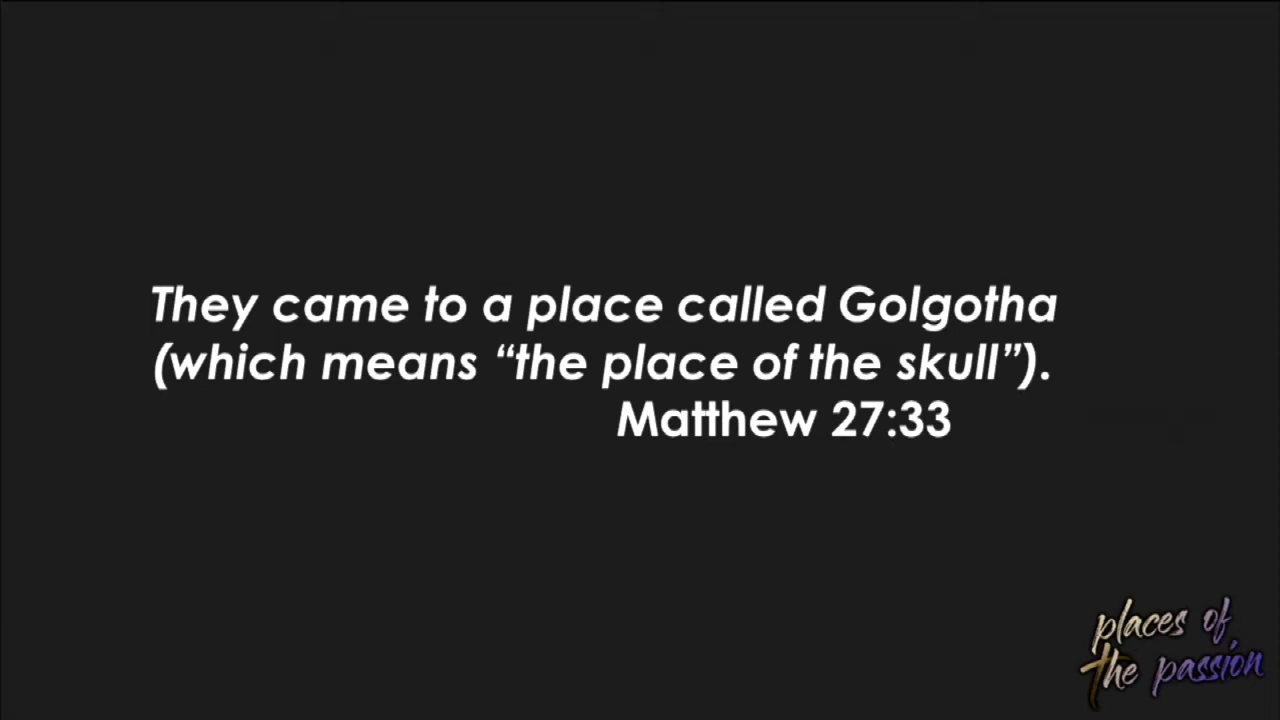 They came to a place called Golgotha
(which means “the place of the skull”).
Matthew 27:33
places of
the passion